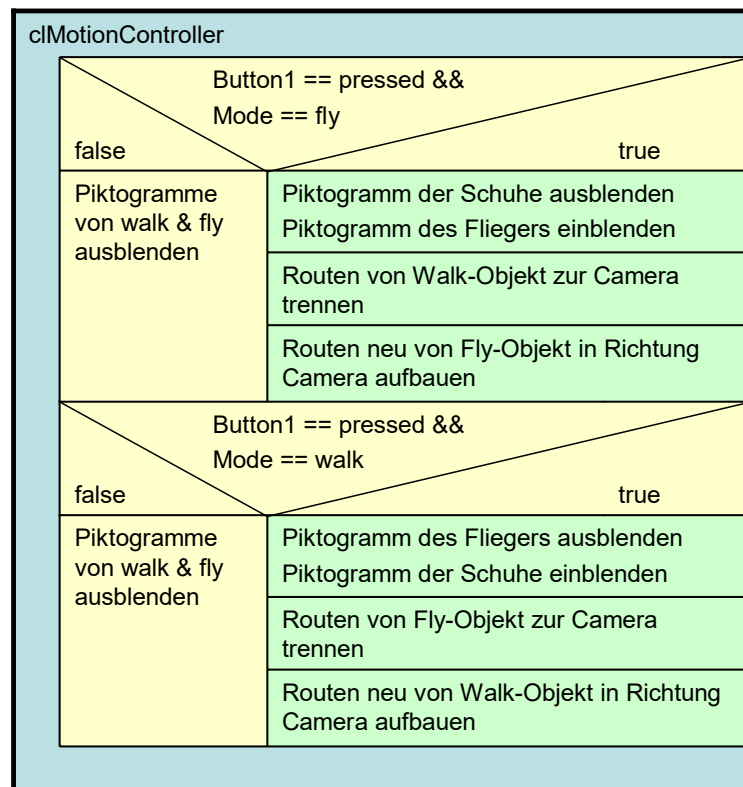 clMotionController
Button1 == pressed &&
Mode == fly
false
true
Piktogramme
von walk & fly
ausblenden
Piktogramm der Schuhe ausblenden
Piktogramm des Fliegers einblenden
Routen von Walk-Objekt zur Camera
trennen
Routen neu von Fly-Objekt in Richtung
Camera aufbauen
Button1 == pressed &&
Mode == walk
false
true
Piktogramme
von walk & fly
ausblenden
Piktogramm des Fliegers ausblenden
Piktogramm der Schuhe einblenden
Routen von Fly-Objekt zur Camera
trennen
Routen neu von Walk-Objekt in Richtung
Camera aufbauen